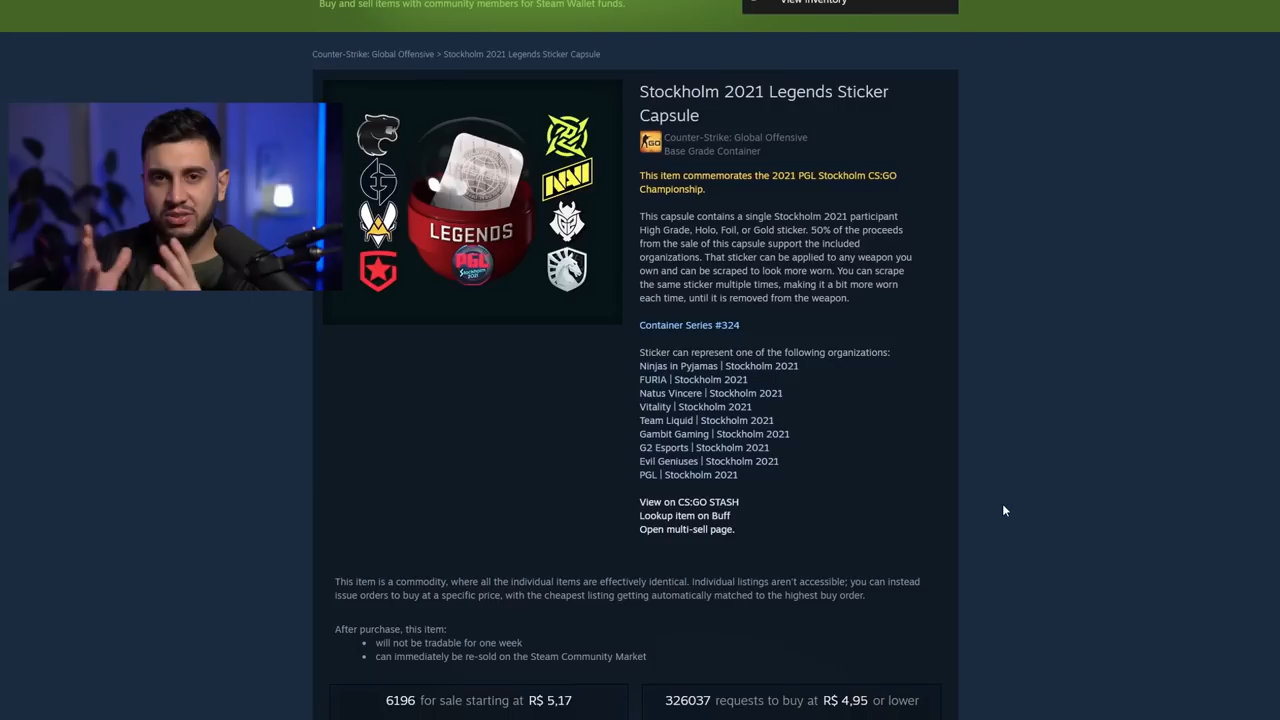 Buy and sell items with community members for Steam Wallet funds.
View Inventory
Counter-Strike: Global Offensive > Stockholm 2021 Legends Sticker Capsule
LEGENDS
PGL
Stockholm
2021
NAVI
Stockholm 2021 Legends Sticker
Capsule
GO
Counter-Strike: Global Offensive
Base Grade Container
This item commemorates the 2021 PGL Stockholm CS:GO
Championship.
This capsule contains a single Stockholm 2021 participant
High Grade, Holo, Foil, or Gold sticker. 50% of the proceeds
from the sale of this capsule support the included
organizations. That sticker can be applied to any weapon you
own and can be scraped to look more worn. You can scrape
the same sticker multiple times, making it a bit more worn
each time, until it is removed from the weapon.
Container Series #324
Sticker can represent one of the following organizations:
Ninjas in Pyjamas | Stockholm 2021
FURIA | Stockholm 2021
Natus Vincere | Stockholm 2021
Vitality | Stockholm 2021
Team Liquid | Stockholm 2021
Gambit Gaming | Stockholm 2021
G2 Esports | Stockholm 2021
Evil Geniuses | Stockholm 2021
PGL | Stockholm 2021
View on CS:GO STASH
Lookup item on Buff
Open multi-sell page.
This item is a commodity, where all the individual items are effectively identical. Individual listings aren't accessible; you can instead
issue orders to buy at a specific price, with the cheapest listing getting automatically matched to the highest buy order.
After purchase, this item:
• will not be tradable for one week
• can immediately be re-sold on the Steam Community Market
6196 for sale starting at R$ 5,17
326037 requests to buy at R$ 4,95 or lower